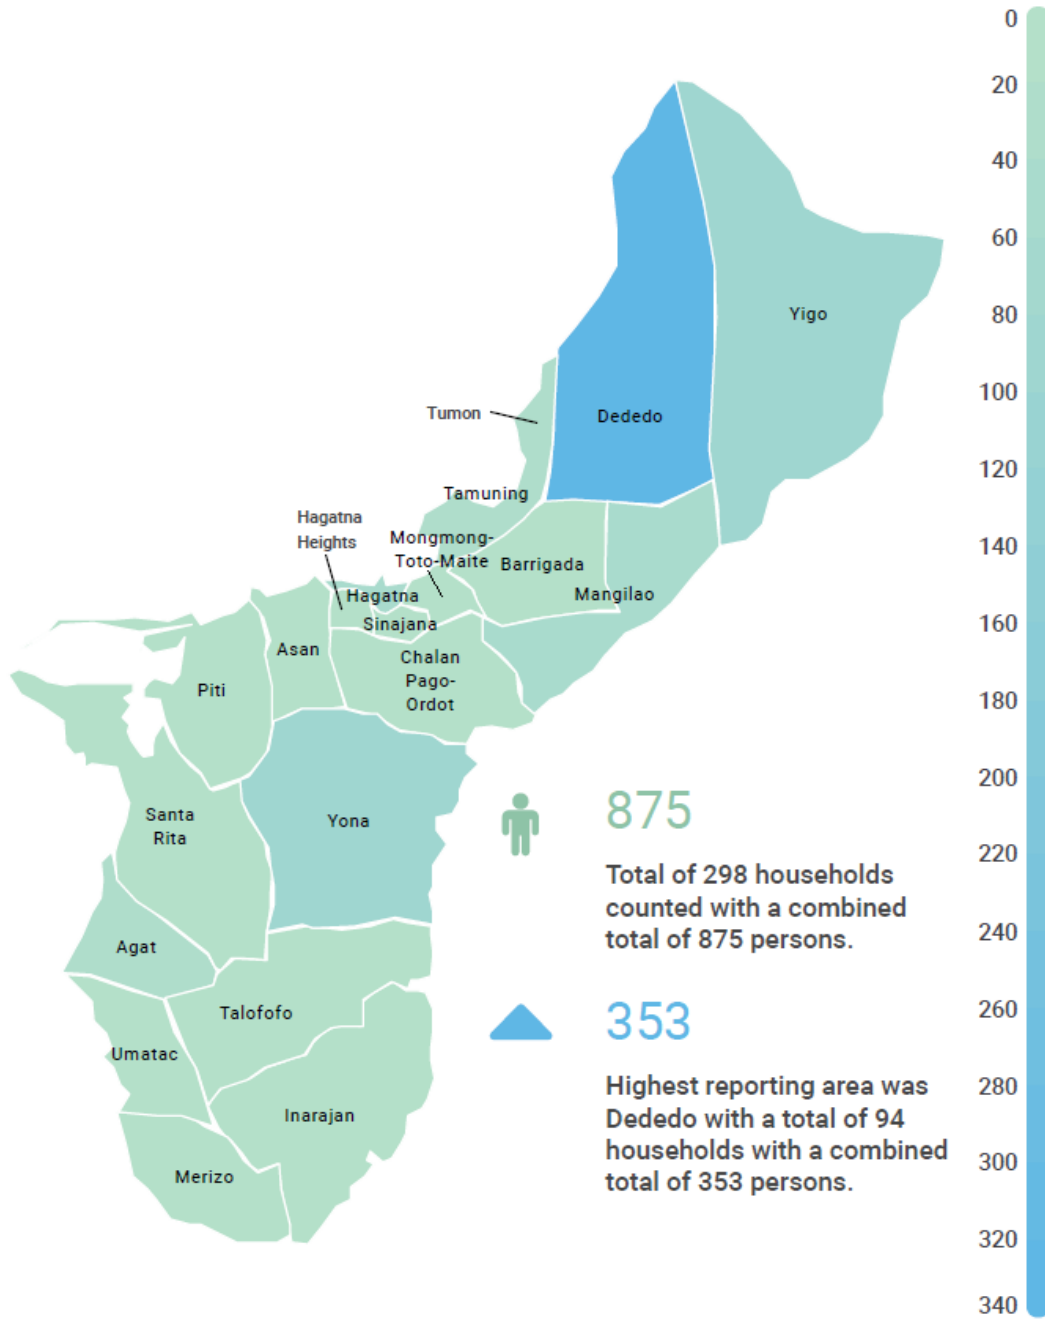 0
20
40
60
80
100
120
140
160
180
200
220
240
260
280
300
320
340
Yigo
Dededo
Tumon
Tamuning
Hagatna
Heights
Mongmong-
Toto-Maite
Barrigada
Mangilao
Hagatna
Sinajana
Asan
Chalan
Pago-
Ordot
Piti
Santa
Rita
Yona
Agat
Talofofo
Umatac
Inarajan
Merizo
875
Total of 298 households
counted with a combined
total of 875 persons.
353
Highest reporting area was
Dededo with a total of 94
households with a combined
total of 353 persons.